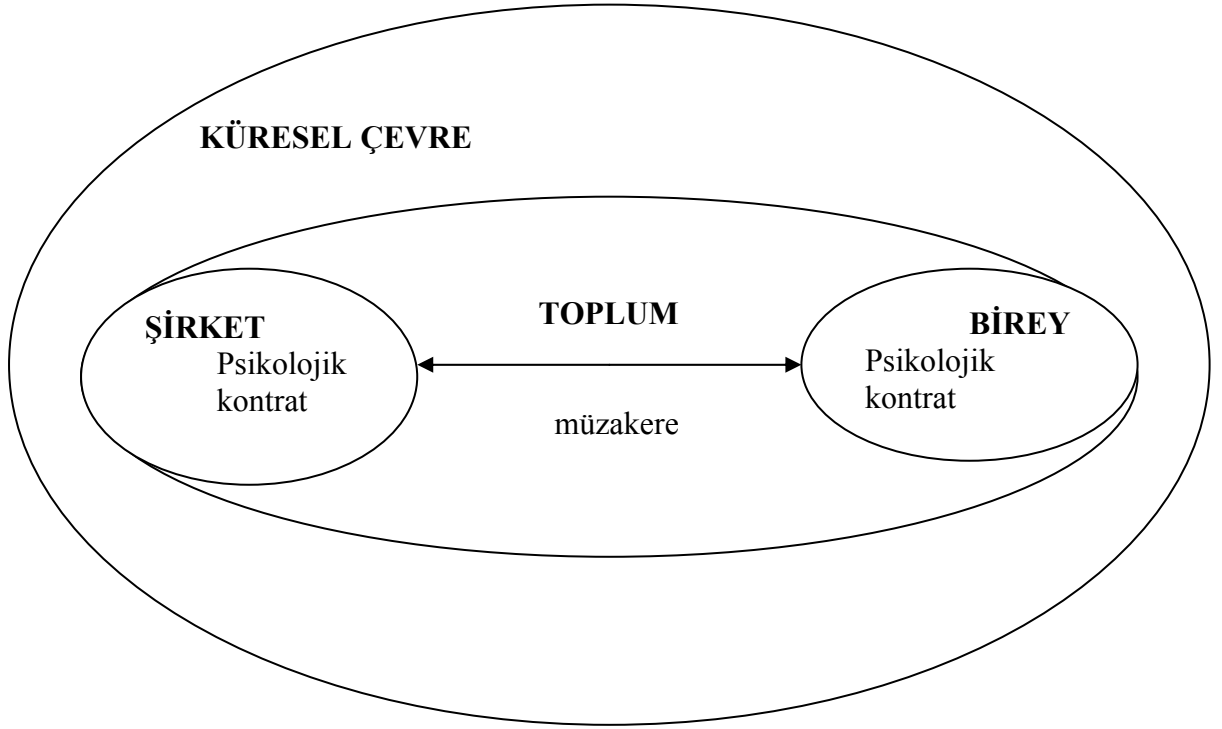 KÜRESEL ÇEVRE
TOPLUM
ŞİRKET
Psikolojik
kontrat
müzakere
BİREY
Psikolojik
kontrat